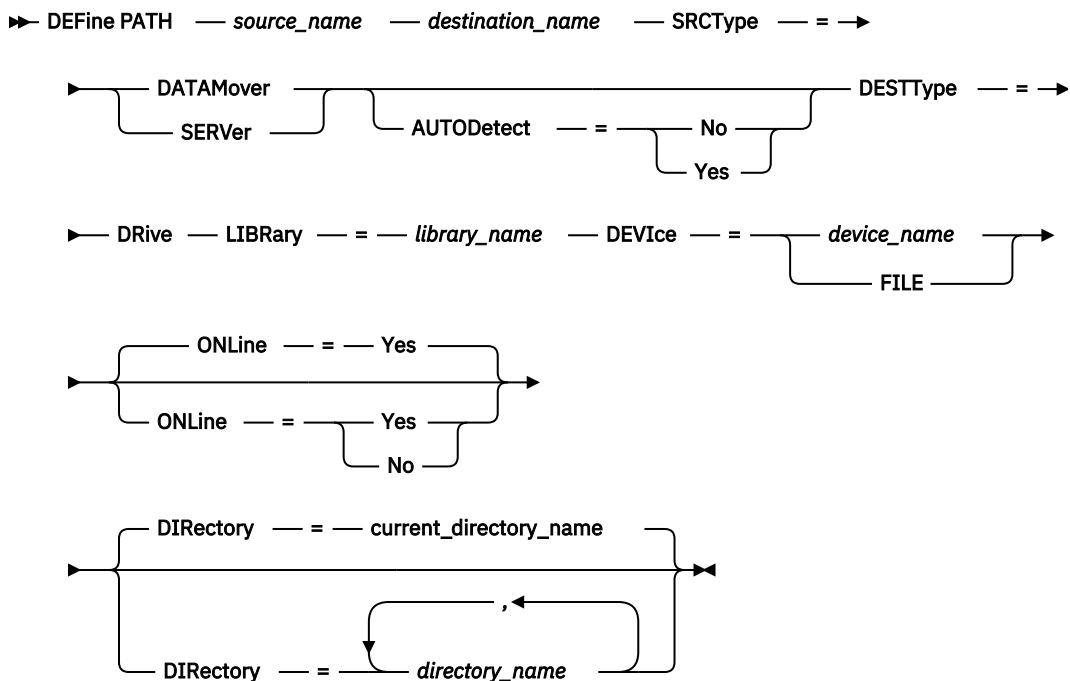 DEFine PATH source_name destination_name SRCType =
DATAMover DESTType =
SERVer AUTODetect = No
Yes
DRive LIBRary = library_name DEVIce = device_name
FILE
ONLine = Yes
ONLine = Yes
No
DIRectory = current_directory_name
,
DIRectory = directory_name